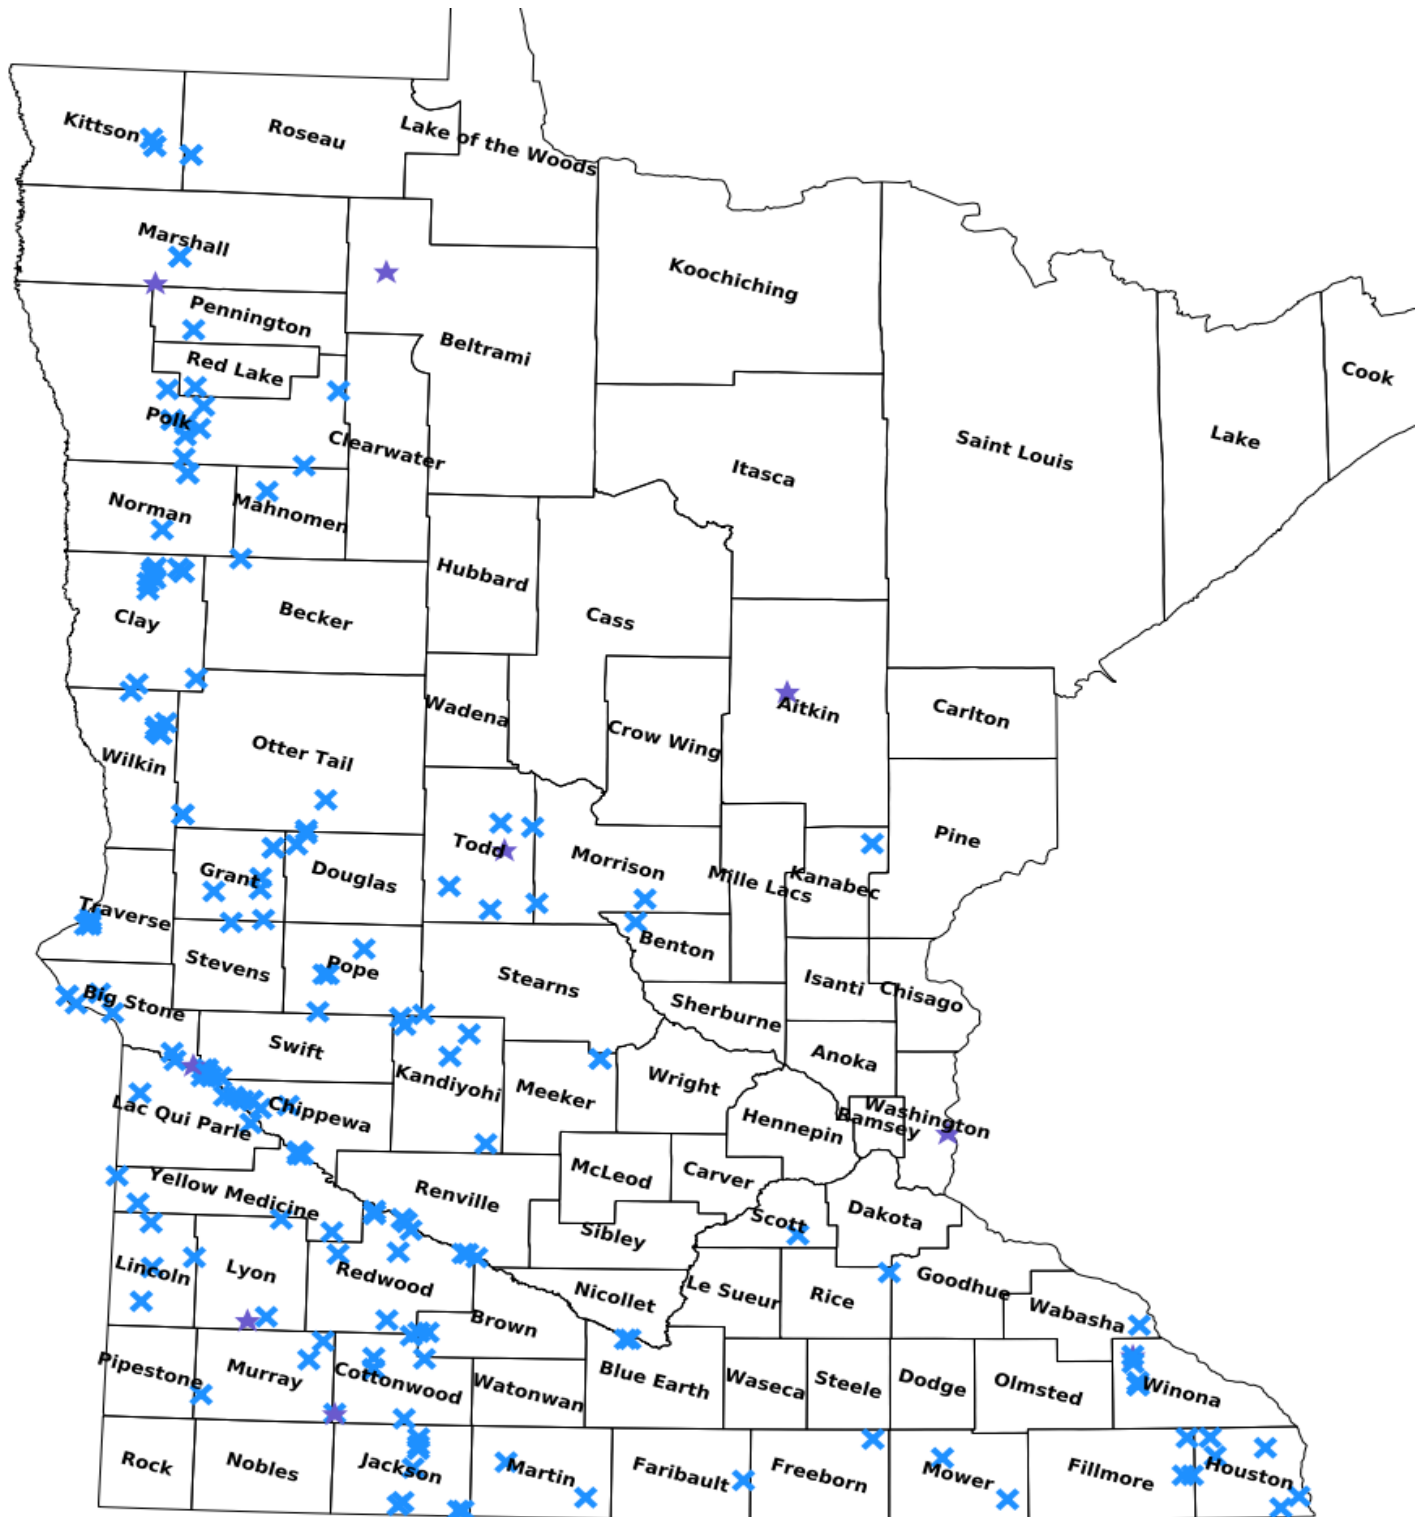 Kittson
Roseau
Lake of the Woods
Marshall
Koochiching
Pennington
Beltrami
Red Lake
Cook
Polk
Clearwater
Saint Louis
Lake
Itasca
Norman
Mahnomen
Hubbard
Clay
Becker
Cass
Wadena
Aitkin
Carlton
Crow Wing
Otter Tail
Wilkin
Todd
Pine
Morrison
Grant
Douglas
Mille Lacs
Kanabec
Traverse
Benton
Stevens
Pope
Stearns
Isanti
Chisago
Big Stone
Sherburne
Swift
Anoka
Kandiyohi
Meeker
Wright
Lac Qui Parle
Chippewa
Hennepin
Ramsey
Washington
McLeod
Carver
Yellow Medicine
Renville
Scott
Dakota
Sibley
Lincoln
Lyon
Redwood
Nicollet
Le Sueur
Rice
Goodhue
Wabasha
Brown
Pipestone
Murray
Cottonwood
Watonwan
Blue Earth
Waseca
Steele
Dodge
Olmsted
Winona
Rock
Nobles
Jackson
Martin
Faribault
Freeborn
Mower
Fillmore
Houston